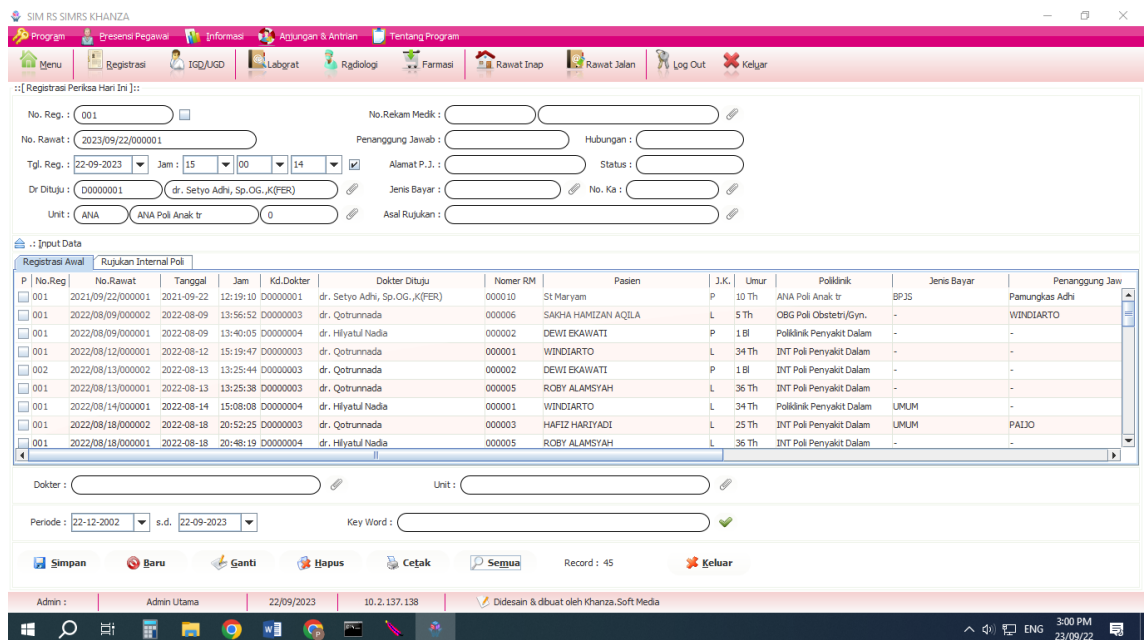 SIM RS SIMRS KHANZA
Program Presensi Pegawai Informasi Anjungan & Antrian Tentang Program
Menu Registrasi IGD/UGD Laborat Radiologi Farmasi Rawat Inap Rawat Jalan Log Out Keluar
::[ Registrasi Periksa Hari Ini ]::
No. Reg. : 001 No.Rekam Medik :
No. Rawat : 2023/09/22/000001 Penanggung Jawab : Hubungan :
Tgl. Reg. : 22-09-2023 Jam : 15 00 14 Alamat P.J. : Status :
Dr Dituju : D0000001 dr. Setyo Adhi, Sp.OG.,K(FER) Jenis Bayar : No. Ka :
Unit : ANA ANA Poli Anak tr 0 Asal Rujukan :
.: Input Data
Registrasi Awal Rujukan Internal Poli
P No.Reg No.Rawat Tanggal Jam Kd.Dokter Dokter Dituju Nomer RM Pasien J.K. Umur Poliklinik Jenis Bayar Penanggung Jaw
001 2021/09/22/000001 2021-09-22 12:19:10 D0000001 dr. Setyo Adhi, Sp.OG.,K(FER) 000010 St Maryam P 10 Th ANA Poli Anak tr BPJS Pamungkas Adhi
001 2022/08/09/000002 2022-08-09 13:56:52 D0000003 dr. Qotrunnada 000006 SAKHA HAMIZAN AQILA L 5 Th OBG Poli Obstetri/Gyn. - WINDIARTO
001 2022/08/09/000001 2022-08-09 13:40:05 D0000004 dr. Hilyatul Nadia 000002 DEWI EKAWATI P 1 Bl Poliklinik Penyakit Dalam - -
001 2022/08/12/000001 2022-08-12 15:19:47 D0000003 dr. Qotrunnada 000001 WINDIARTO L 34 Th INT Poli Penyakit Dalam - -
002 2022/08/13/000002 2022-08-13 13:25:44 D0000003 dr. Qotrunnada 000002 DEWI EKAWATI P 1 Bl INT Poli Penyakit Dalam - -
001 2022/08/13/000001 2022-08-13 13:25:38 D0000003 dr. Qotrunnada 000005 ROBY ALAMSYAH L 36 Th INT Poli Penyakit Dalam - -
001 2022/08/14/000001 2022-08-14 15:08:08 D0000004 dr. Hilyatul Nadia 000001 WINDIARTO L 34 Th Poliklinik Penyakit Dalam UMUM -
001 2022/08/18/000002 2022-08-18 20:52:25 D0000003 dr. Qotrunnada 000003 HAFIZ HARIYADI L 25 Th INT Poli Penyakit Dalam UMUM PAIJO
001 2022/08/18/000001 2022-08-18 20:48:19 D0000004 dr. Hilyatul Nadia 000005 ROBY ALAMSYAH L 36 Th INT Poli Penyakit Dalam - -
Dokter : Unit :
Periode : 22-12-2002 s.d. 22-09-2023 Key Word :
Simpan Baru Ganti Hapus Cetak Semua Record : 45 Keluar
Admin : Admin Utama 22/09/2023 10.2.137.138 Didesain & dibuat oleh Khanza.Soft Media
ENG 3:00 PM
23/09/22